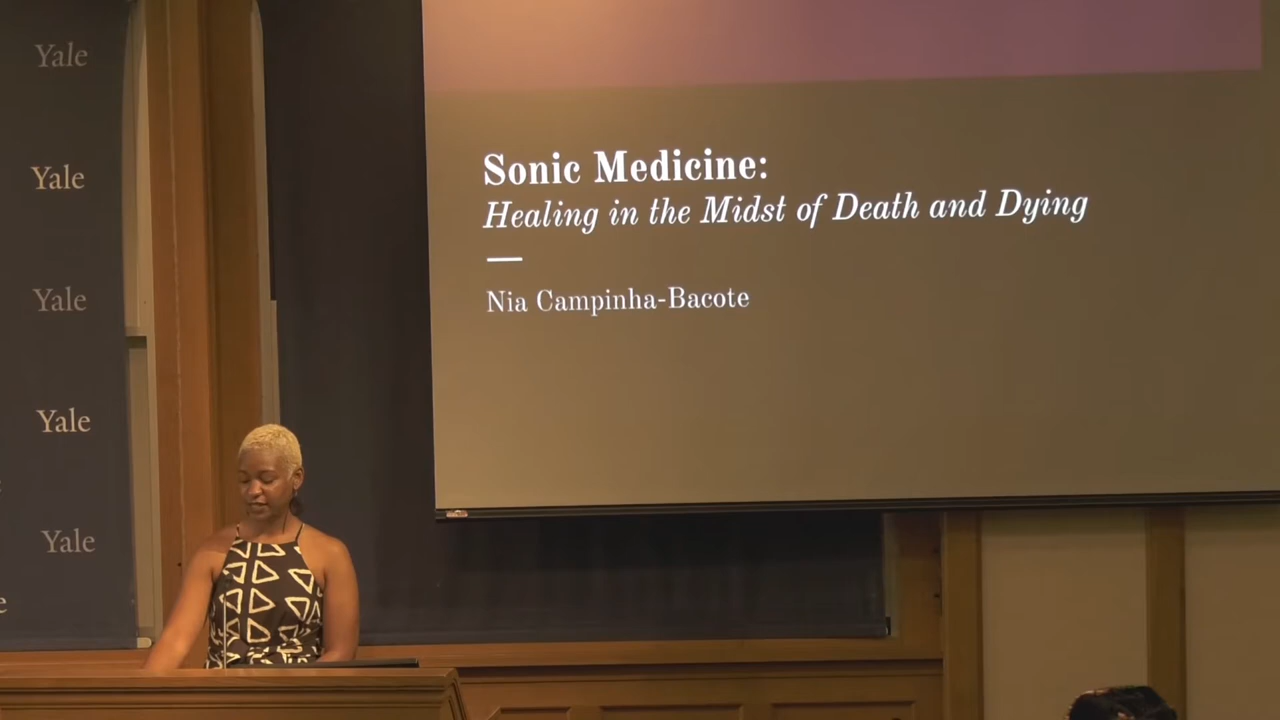 Yale
Yale
Yale
Yale
Yale
Sonic Medicine:
Healing in the Midst of Death and Dying
Nia Campinha-Bacote